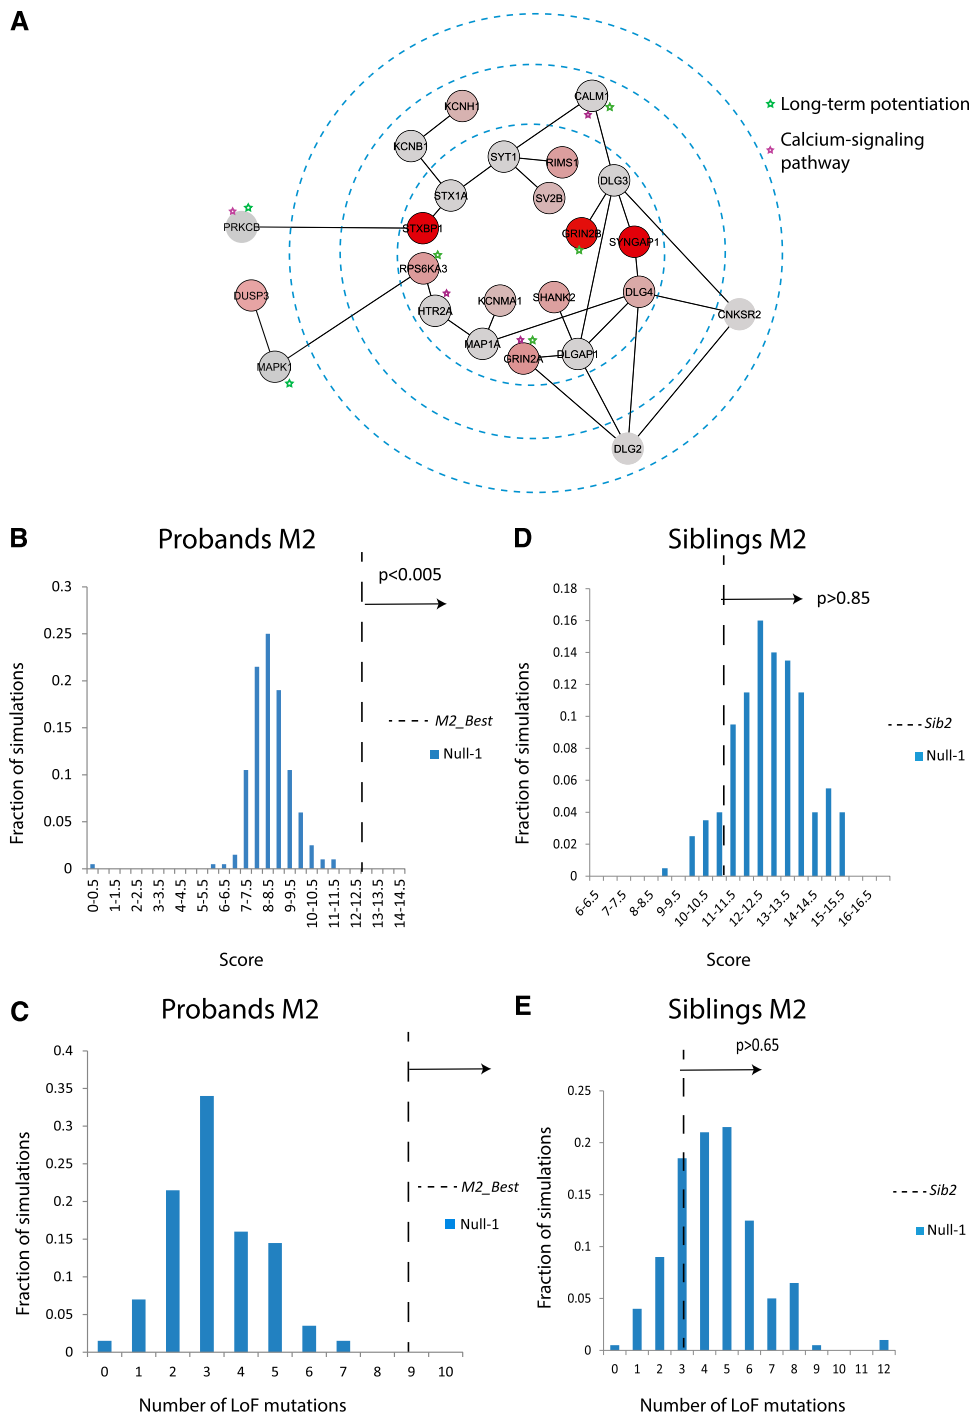 A
KCNH1
CALM1
Long-term potentiation
Calcium-signaling
pathway
KCNB1
SYT1
RIMS1
DLG3
STX1A
SV2B
PRKCB
STXBP1
GRIN2B
SYNGAP1
RPS6KA3
DUSP3
KCNMA1
SHANK2
DLG4
HTR2A
CNKSR2
MAP1A
DLGAP1
MAPK1
GRIN2A
DLG2
B
Probands M2
p<0.005
0.3
0.25
0.2
0.15
0.1
0.05
0
Fraction of simulations
M2_Best
Null-1
0-0.5
1-1.5
2-2.5
3-3.5
4-4.5
5-5.5
6-6.5
7-7.5
8-8.5
9-9.5
10-10.5
11-11.5
12-12.5
13-13.5
14-14.5
Score
D
Siblings M2
p>0.85
0.18
0.16
0.14
0.12
0.1
0.08
0.06
0.04
0.02
0
Fraction of simulations
Sib2
Null-1
6-6.5
7-7.5
8-8.5
9-9.5
10-10.5
11-11.5
12-12.5
13-13.5
14-14.5
15-15.5
16-16.5
Score
C
Probands M2
0.4
0.35
0.3
0.25
0.2
0.15
0.1
0.05
0
Fraction of simulations
M2_Best
Null-1
0 1 2 3 4 5 6 7 8 9 10
Number of LoF mutations
E
Siblings M2
p>0.65
0.25
0.2
0.15
0.1
0.05
0
Fraction of simulations
Sib2
Null-1
0 1 2 3 4 5 6 7 8 9 10 11 12
Number of LoF mutations